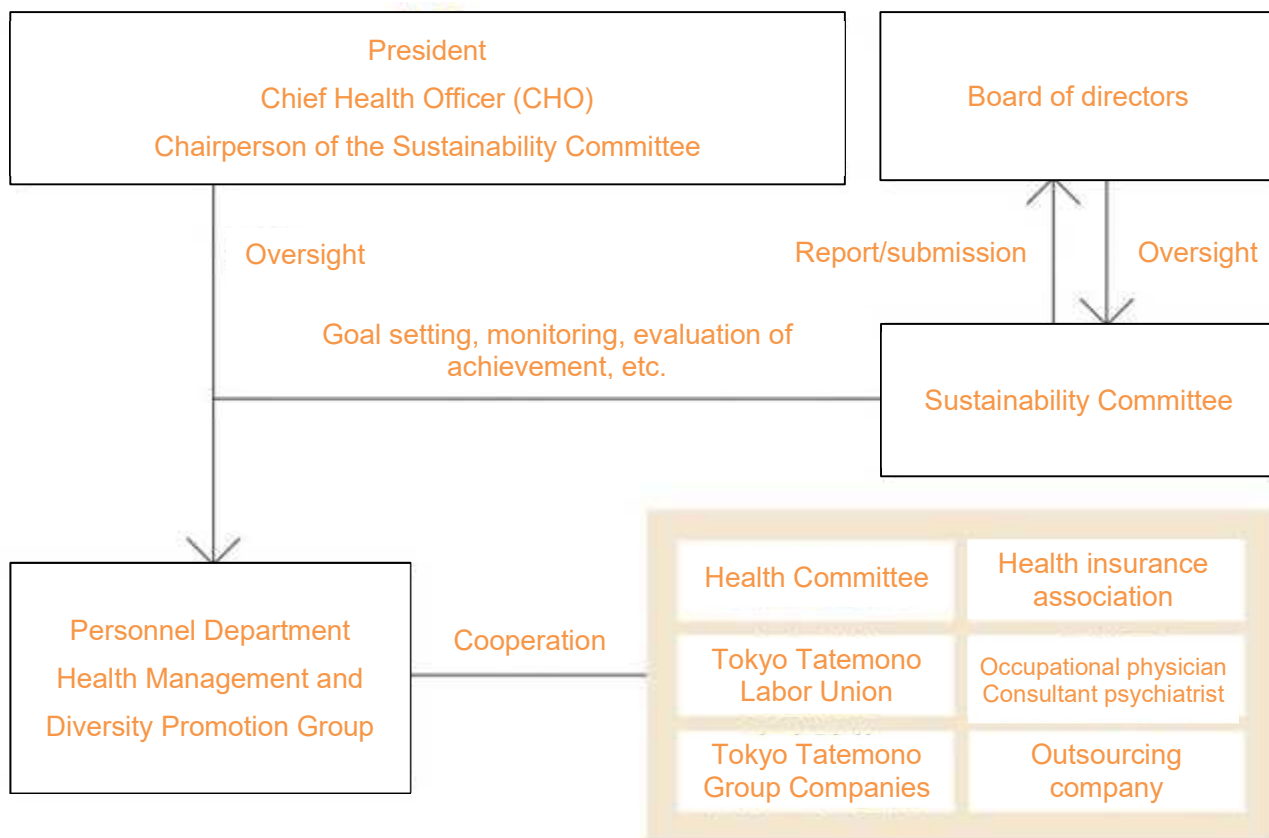 President
Chief Health Officer (CHO)
Chairperson of the Sustainability Committee
Board of directors
Oversight
Report/submission
Oversight
Goal setting, monitoring, evaluation of
achievement, etc.
Sustainability Committee
Personnel Department
Health Management and
Diversity Promotion Group
Cooperation
Health Committee
Health insurance
association
Tokyo Tatemono
Labor Union
Occupational physician
Consultant psychiatrist
Tokyo Tatemono
Group Companies
Outsourcing
company